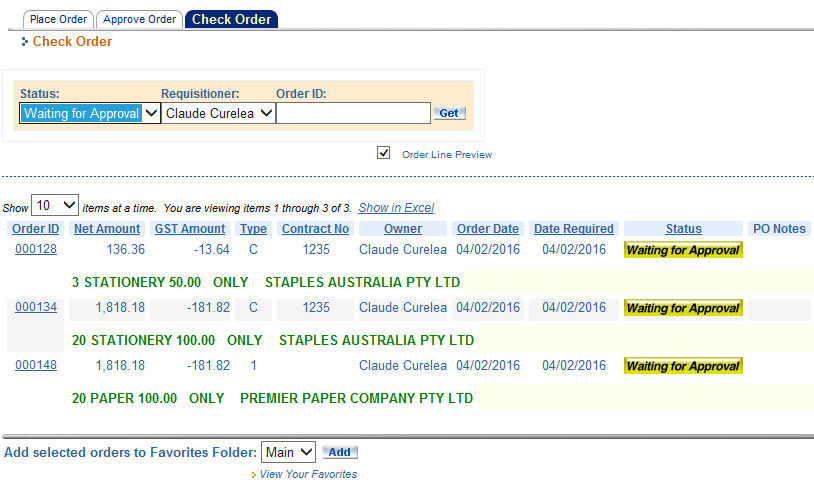 Place Order Approve Order Check Order
Check Order
Status: Requisitioner: Order ID:
Waiting for Approval Claude Curelea Get
Order Line Preview
Show 10 items at a time. You are viewing items 1 through 3 of 3. Show in Excel
Order ID Net Amount GST Amount Type Contract No Owner Order Date Date Required Status PO Notes
000128 136.36 -13.64 C 1235 Claude Curelea 04/02/2016 04/02/2016 Waiting for Approval
3 STATIONERY 50.00 ONLY STAPLES AUSTRALIA PTY LTD
000134 1,818.18 -181.82 C 1235 Claude Curelea 04/02/2016 04/02/2016 Waiting for Approval
20 STATIONERY 100.00 ONLY STAPLES AUSTRALIA PTY LTD
000148 1,818.18 -181.82 1 Claude Curelea 04/02/2016 04/02/2016 Waiting for Approval
20 PAPER 100.00 ONLY PREMIER PAPER COMPANY PTY LTD
Add selected orders to Favorites Folder: Main Add
View Your Favorites